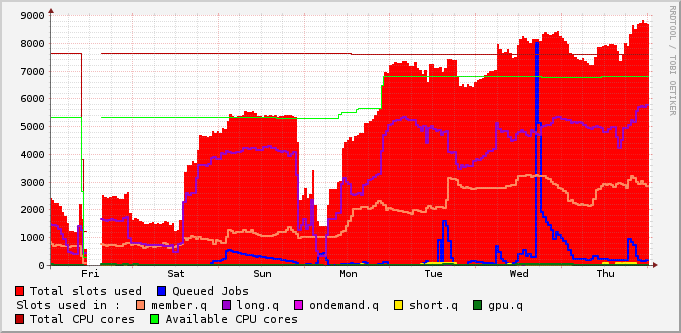 9000
8000
7000
6000
5000
4000
3000
2000
1000
0
Fri Sat Sun Mon Tue Wed Thu
Total slots used Queued Jobs
Slots used in : member.q long.q ondemand.q short.q gpu.q
Total CPU cores Available CPU cores
RRDTOOL / TOBI OETIKER